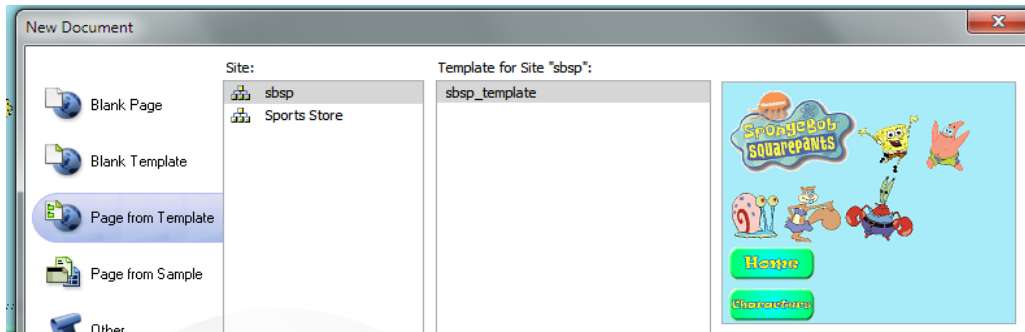 New Document
Site:
Template for Site "sbsp":
Blank Page
sbsp
sbsp_template
Sports Store
Blank Template
Page from Template
Page from Sample
Other
SpongeBob
SQUarePaNts
Home
Characters